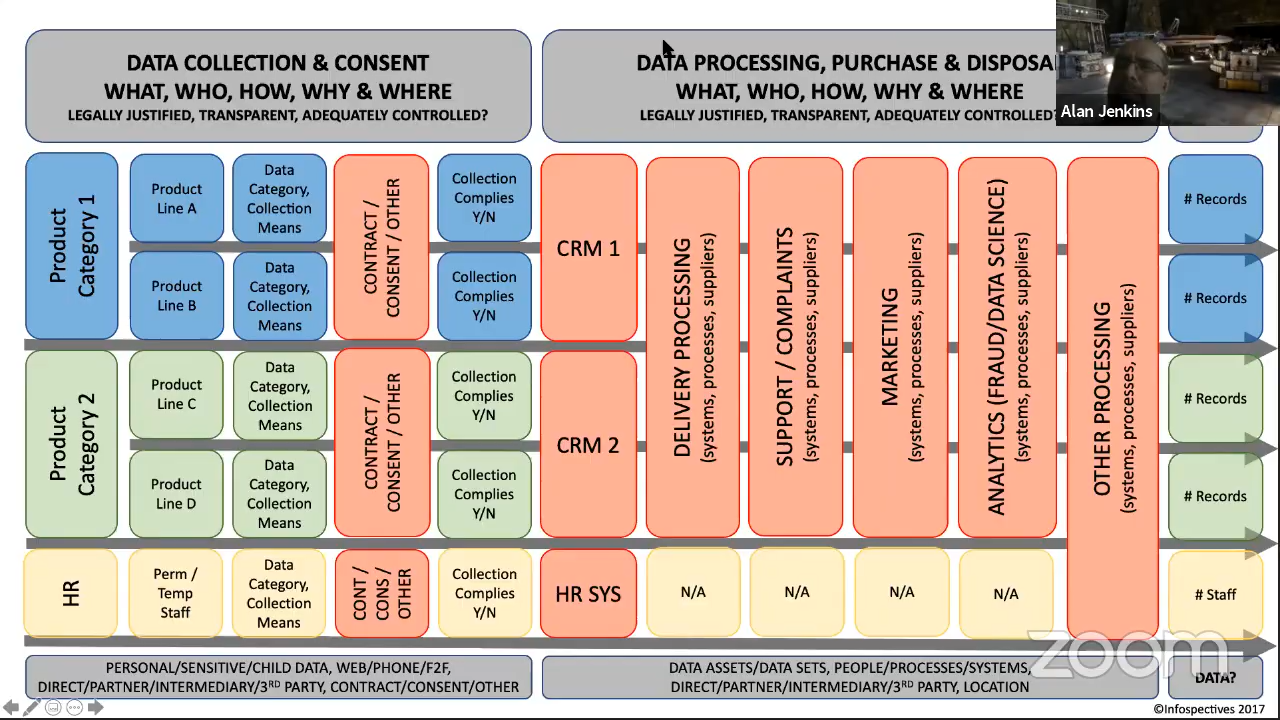 DATA COLLECTION & CONSENT
WHAT, WHO, HOW, WHY & WHERE
LEGALLY JUSTIFIED, TRANSPARENT, ADEQUATELY CONTROLLED?
DATA PROCESSING, PURCHASE & DISPOSA
WHAT, WHO, HOW, WHY & WHERE
LEGALLY JUSTIFIED, TRANSPARENT, ADEQUATELY CONTROLLED?
Alan Jenkins
Product
Category 1
Product
Line A
Data
Category,
Collection
Means
CONTRACT /
CONSENT / OTHER
Collection
Complies
Y/N
Product
Line B
Data
Category,
Collection
Means
Collection
Complies
Y/N
CRM 1
DELIVERY PROCESSING
(systems, processes, suppliers)
SUPPORT / COMPLAINTS
(systems, processes, suppliers)
MARKETING
(systems, processes, suppliers)
ANALYTICS (FRAUD/DATA SCIENCE)
(systems, processes, suppliers)
OTHER PROCESSING
(systems, processes, suppliers)
# Records
# Records
Product
Category 2
Product
Line C
Data
Category,
Collection
Means
CONTRACT /
CONSENT / OTHER
Collection
Complies
Y/N
Product
Line D
Data
Category,
Collection
Means
Collection
Complies
Y/N
CRM 2
# Records
# Records
HR
Perm /
Temp
Staff
Data
Category,
Collection
Means
CONT /
CONS /
OTHER
Collection
Complies
Y/N
HR SYS
N/A
N/A
N/A
N/A
# Staff
PERSONAL/SENSITIVE/CHILD DATA, WEB/PHONE/F2F,
DIRECT/PARTNER/INTERMEDIARY/3RD PARTY, CONTRACT/CONSENT/OTHER
DATA ASSETS/DATA SETS, PEOPLE/PROCESSES/SYSTEMS,
DIRECT/PARTNER/INTERMEDIARY/3RD PARTY, LOCATION
DATA?
zoom
©Infospectives 2017